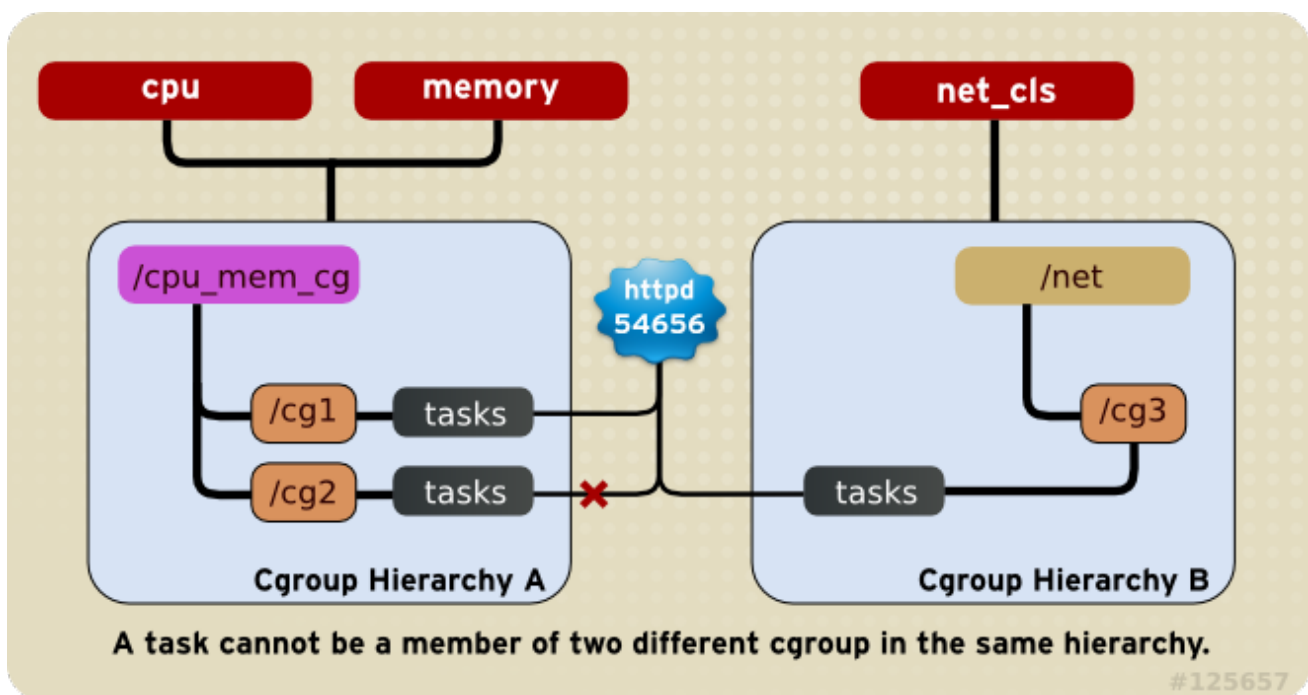 cpu
memory
net_cls
/cpu_mem_cg
httpd
54656
/net
/cg1
tasks
/cg3
/cg2
tasks
tasks
Cgroup Hierarchy A
Cgroup Hierarchy B
A task cannot be a member of two different cgroup in the same hierarchy.
#125657